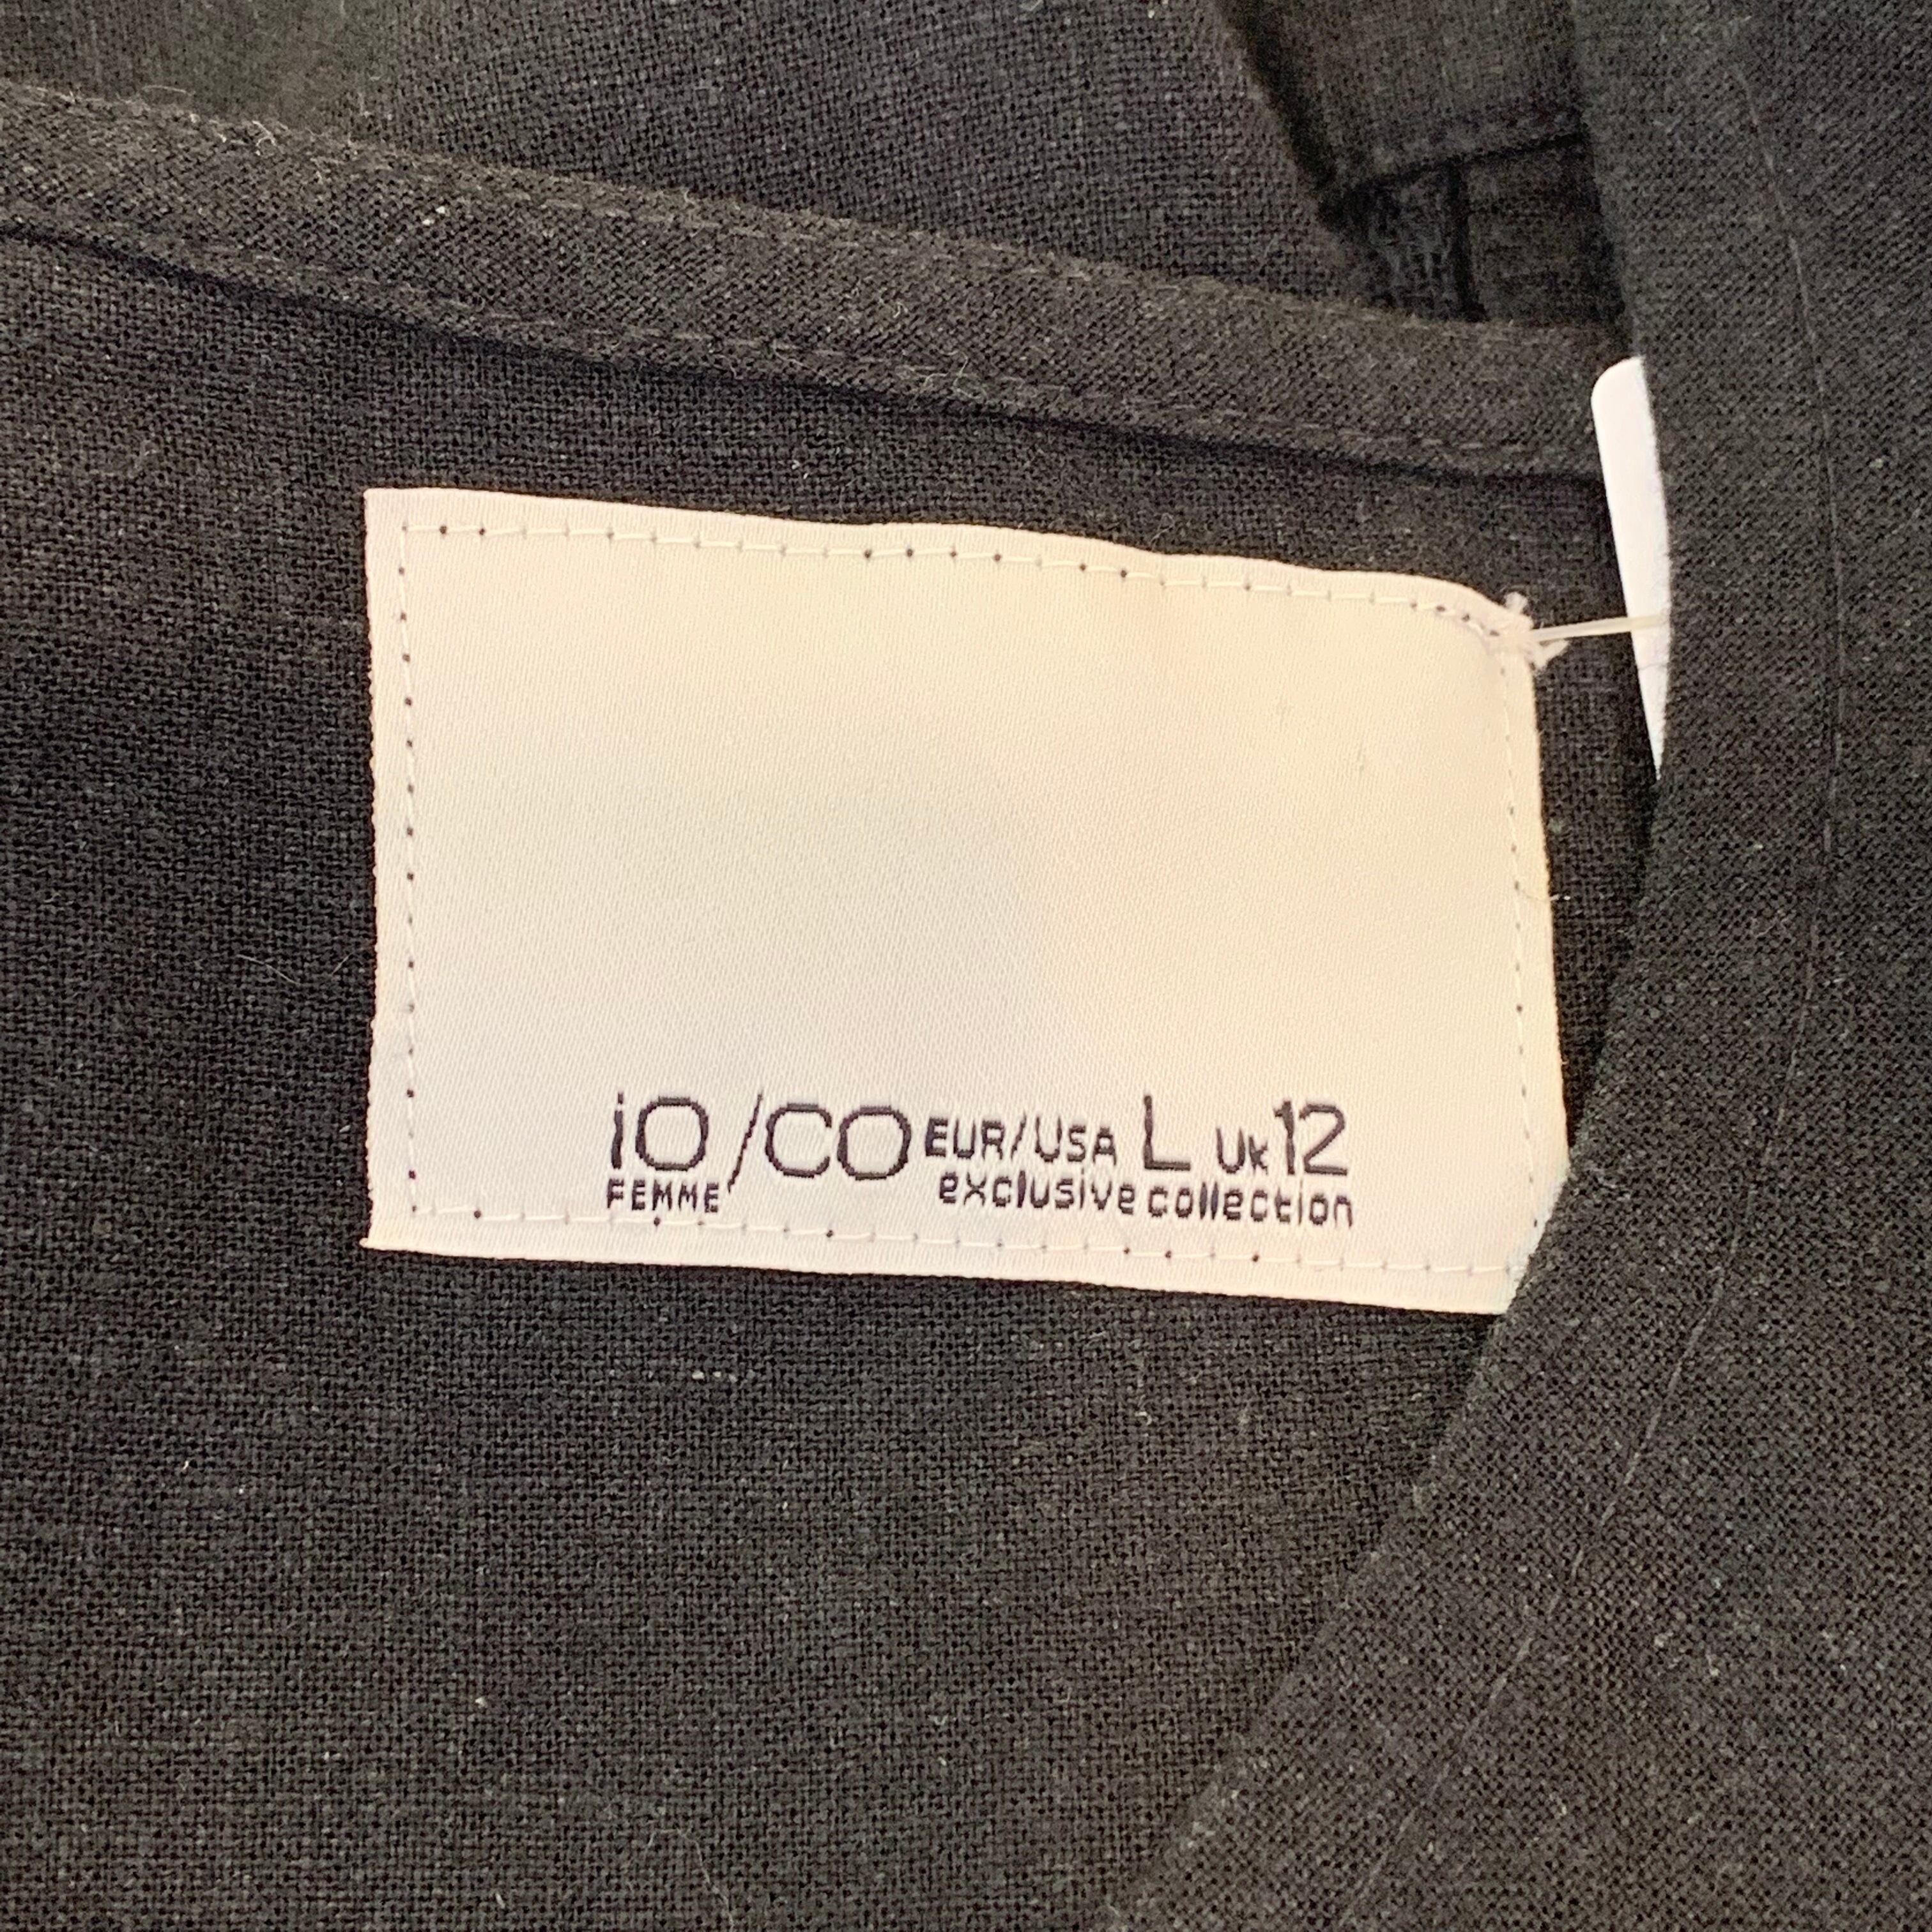 iO/CO EUR/USA L Uk 12
FEMME exclusive collection